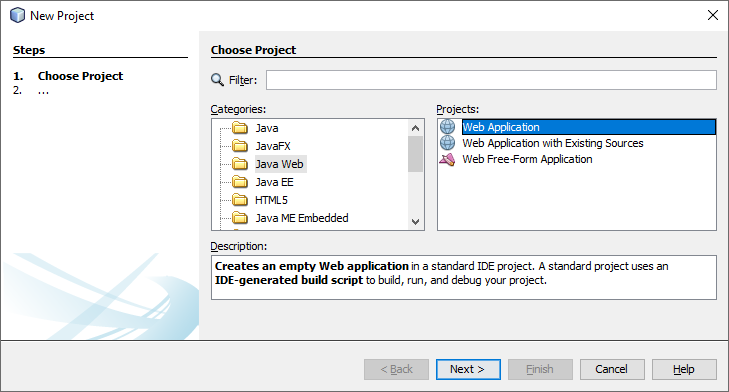 New Project
Steps
1. Choose Project
2. ...
Choose Project
Filter:
Categories:
Java
JavaFX
Java Web
Java EE
HTML5
Java ME Embedded
Projects:
Web Application
Web Application with Existing Sources
Web Free-Form Application
Description:
Creates an empty Web application in a standard IDE project. A standard project uses an
IDE-generated build script to build, run, and debug your project.
< Back
Next >
Finish
Cancel
Help